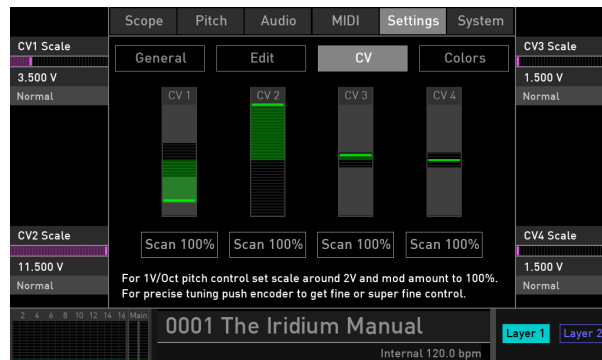 Scope Pitch Audio MIDI Settings System
CV1 Scale
3.500 V
Normal
General Edit CV Colors
CV3 Scale
1.500 V
Normal
CV 1 CV 2 CV 3 CV 4
CV2 Scale
11.500 V
Normal
Scan 100% Scan 100% Scan 100% Scan 100%
CV4 Scale
1.500 V
Normal
For 1V/Oct pitch control set scale around 2V and mod amount to 100%.
For precise tuning push encoder to get fine or super fine control.
2 4 6 8 10 12 14 16 Main
0001 The Iridium Manual
Internal 120.0 bpm
Layer 1 Layer 2